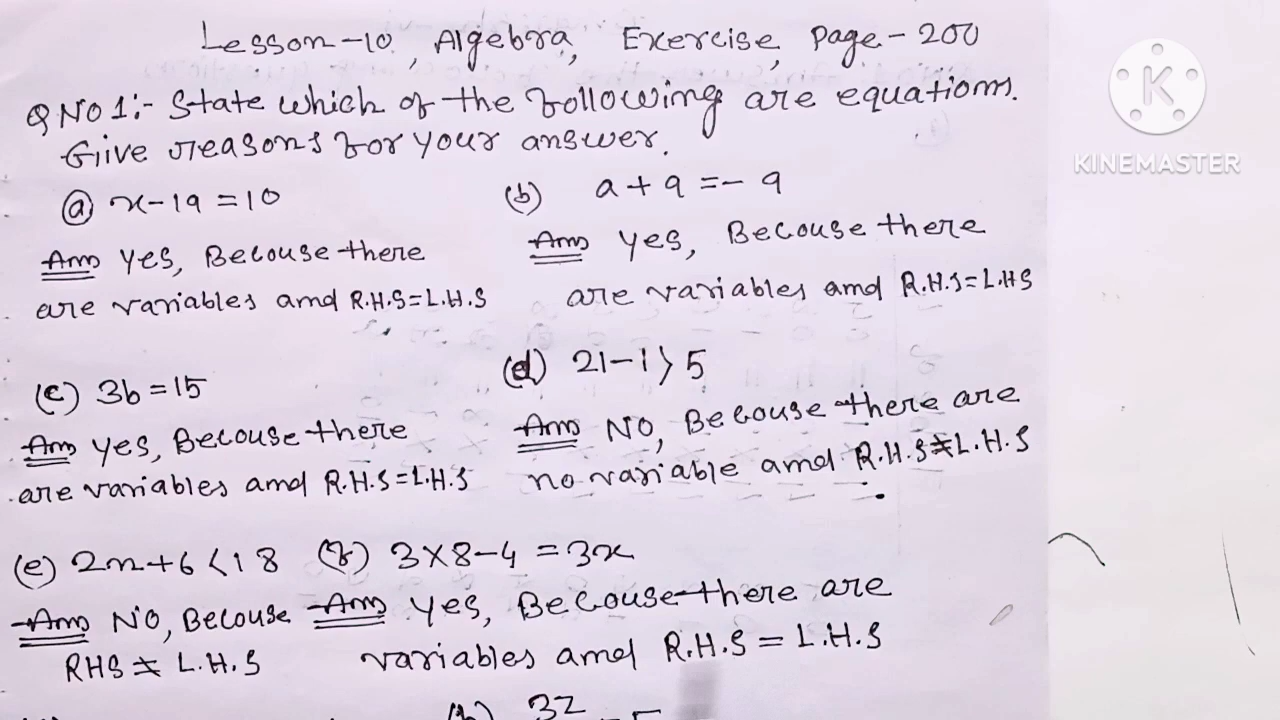 Lesson-10, Algebra, Exercise, Page-200
Q NO 1:- State which of the following are equations.
Giive reasons for your answer.
(a) x-19=10
(b) a+9=-9
Ans Yes, Becouse there
are variables and R.H.S=L.H.S
Ans Yes, Becouse there
are variables and R.H.S=L.H.S
(c) 3b=15
(d) 21-1>5
Ans Yes, Becouse there
are variables and R.H.S=L.H.S
Ans NO, Becouse there are
no variable and R.H.S≠L.H.S
(e) 2n+6<18 (f) 3×8-4=3x
Ans NO, Becouse
RHS ≠ L.H.S
Ans Yes, Becouse there are
variables and R.H.S = L.H.S
(h) 32
KINEMASTER